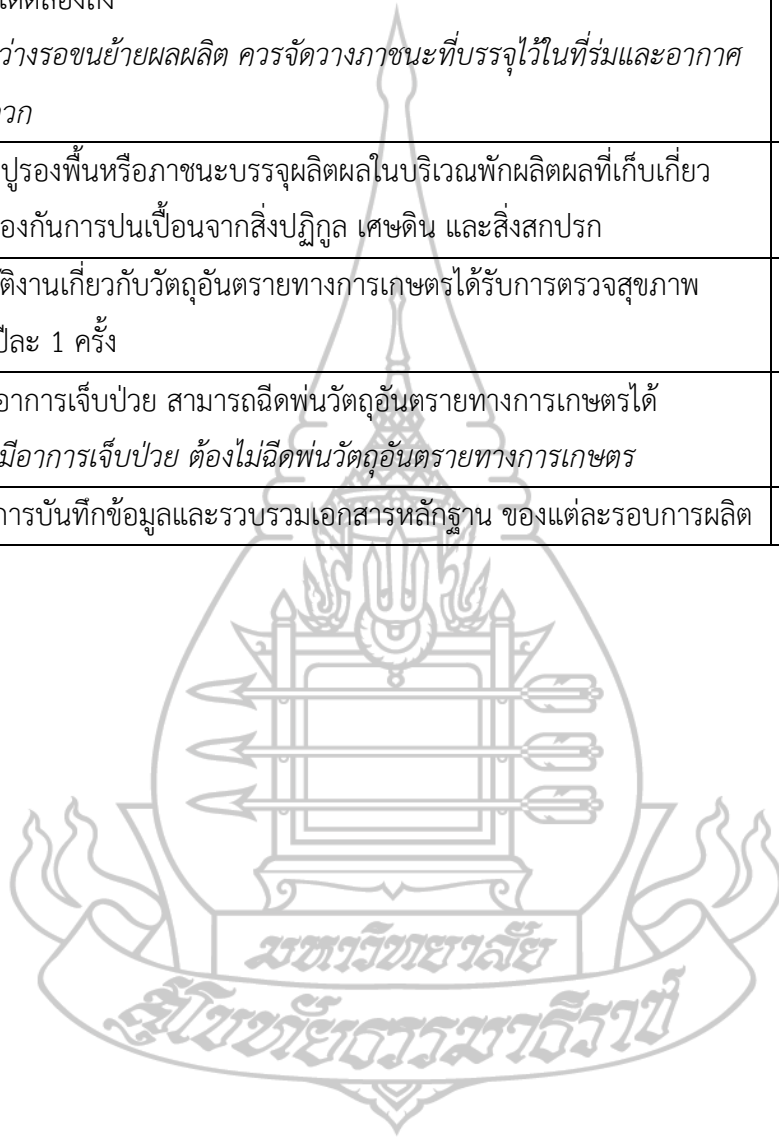 ว่างรอขนย้ายผลผลิต ควรจัดวางภาชนะที่บรรจุไว้ในที่ร่มและอากาศ
วก
ปูรองพื้นหรือภาชนะบรรจุผลิตผลในบริเวณพักผลิตผลที่เก็บเกี่ยว
องกันการปนเปื้อนจากสิ่งปฏิกูล เศษดิน และสิ่งสกปรก
ัติงานเกี่ยวกับวัตถุอันตรายทางการเกษตรได้รับการตรวจสุขภาพ
ปีละ 1 ครั้ง
อาการเจ็บป่วย สามารถฉีดพ่นวัตถุอันตรายทางการเกษตรได้
มีอาการเจ็บป่วย ต้องไม่ฉีดพ่นวัตถุอันตรายทางการเกษตร
การบันทึกข้อมูลและรวบรวมเอกสารหลักฐาน ของแต่ละรอบการผลิต
มหาวิทยาลัย
สุโขทัยธรรมาธิราช